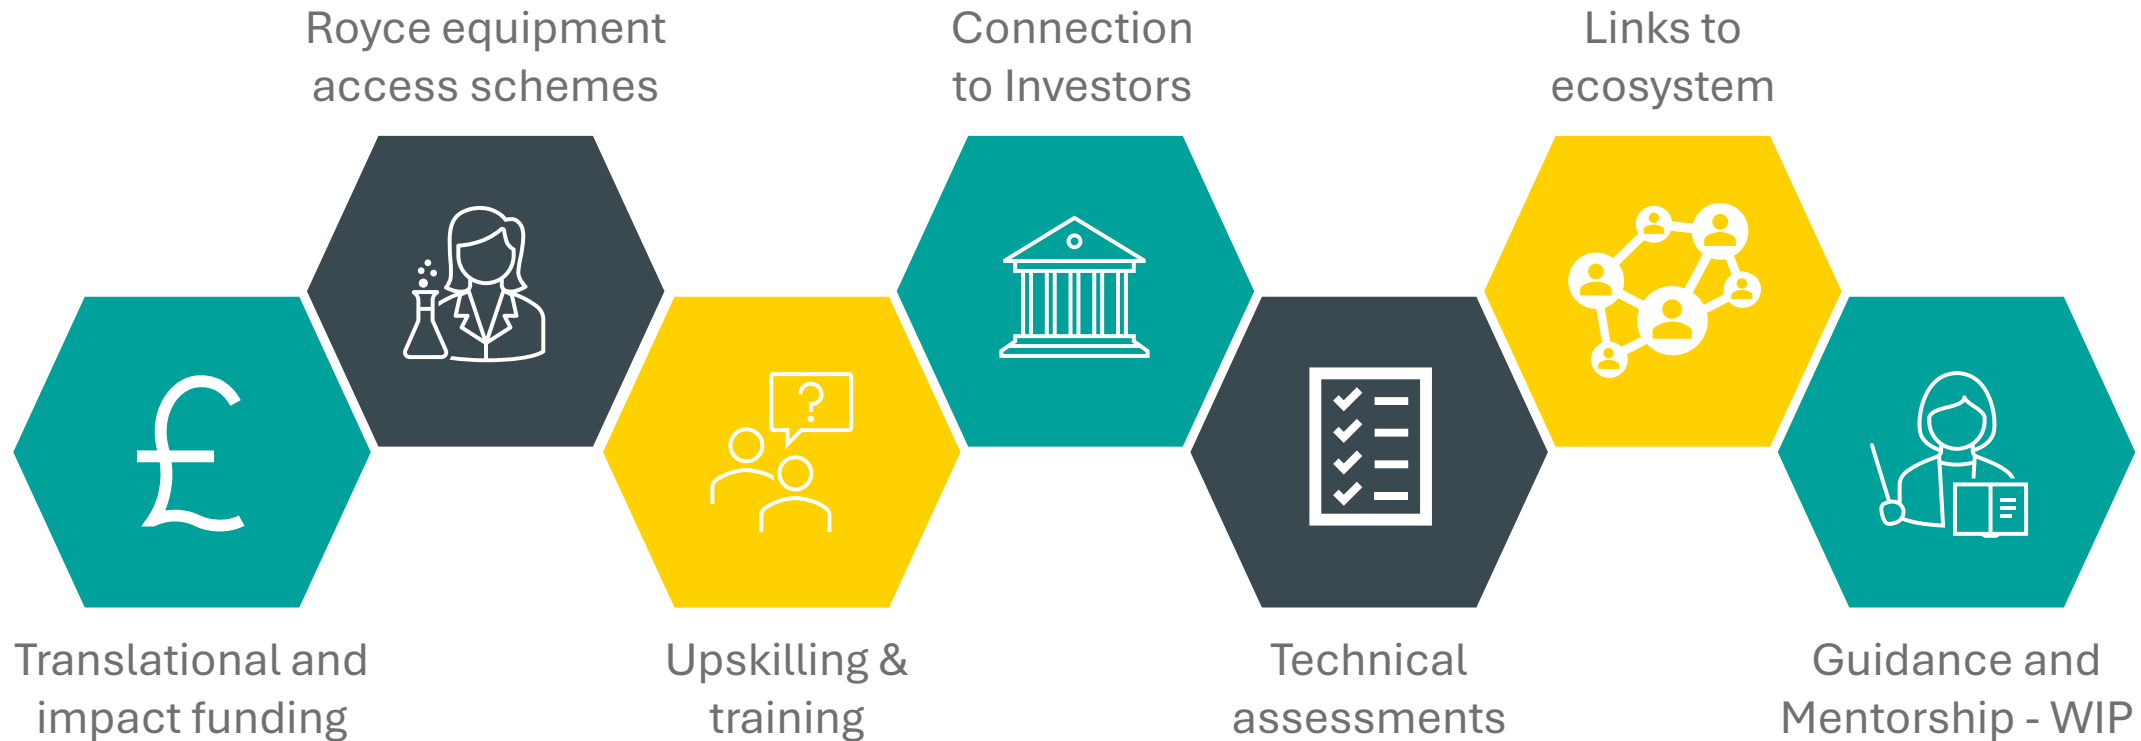 Royce equipment
access schemes
Connection
to Investors
Links to
ecosystem
£
?
Translational and
impact funding
Upskilling &
training
Technical
assessments
Guidance and
Mentorship - WIP